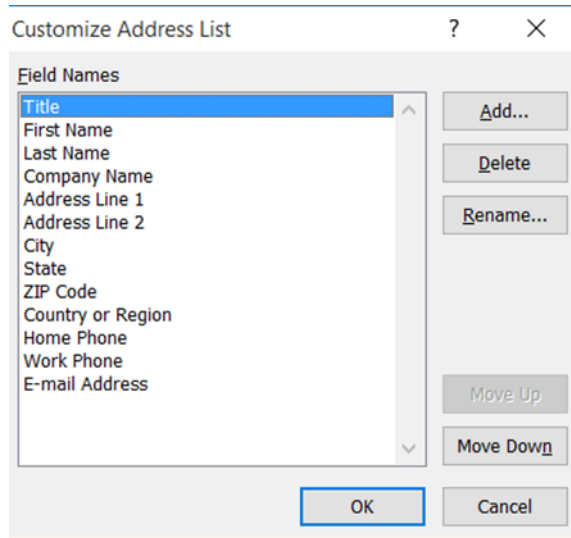 Customize Address List ? X
Field Names
Title
First Name
Last Name
Company Name
Address Line 1
Address Line 2
City
State
ZIP Code
Country or Region
Home Phone
Work Phone
E-mail Address
Add...
Delete
Rename...
Move Up
Move Down
OK
Cancel